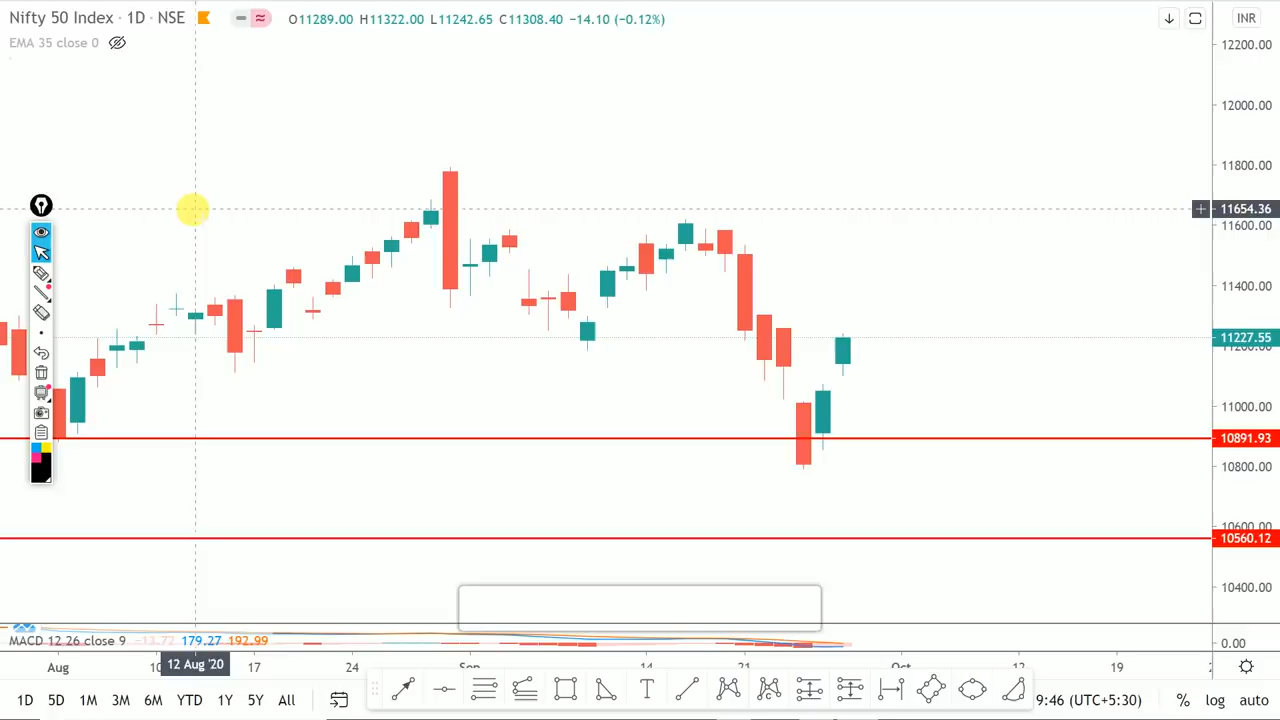 Nifty 50 Index · 1D · NSE O11289.00 H11322.00 L11242.65 C11308.40 −14.10 (−0.12%) INR
EMA 35 close 0
12200.00
12000.00
11800.00
11654.36
11600.00
11400.00
11227.55
11200.00
11000.00
10891.93
10800.00
10600.00
10560.12
10400.00
MACD 12 26 close 9 −13.72 179.27 192.99 0.00
Aug 10 12 Aug '20 17 24 Sep 14 21 Oct 12 19
1D 5D 1M 3M 6M YTD 1Y 5Y All T 9:46 (UTC+5:30) % log auto